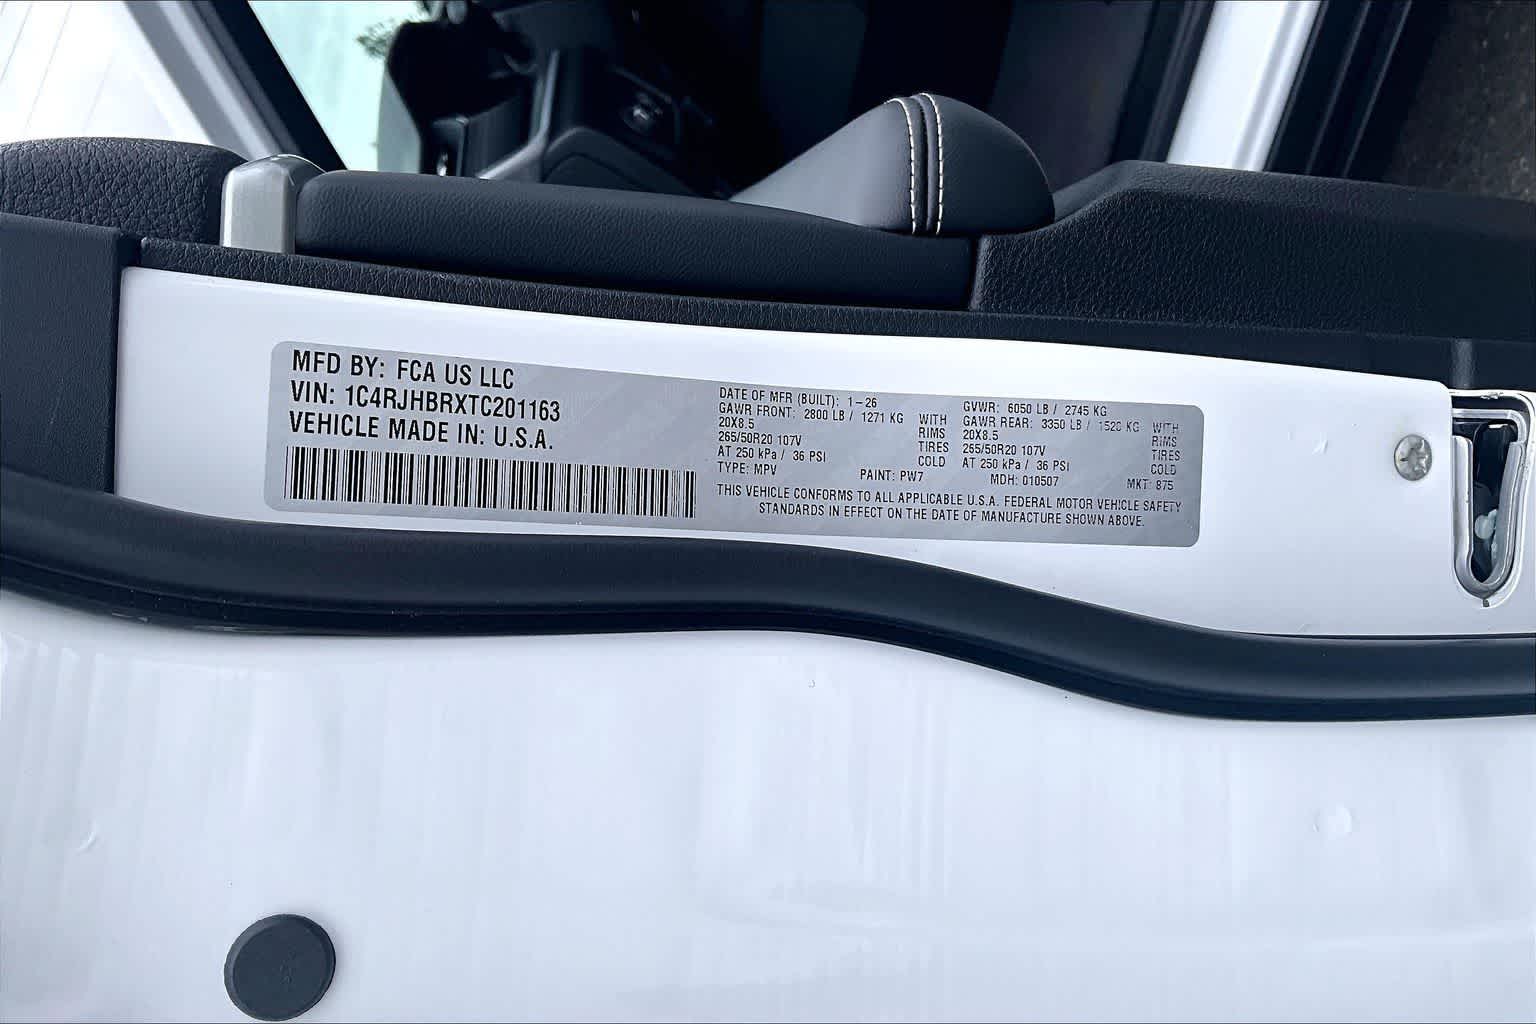 MFD BY: FCA US LLC
VIN: 1C4RJHBRXTC201163
VEHICLE MADE IN: U.S.A.
DATE OF MFR (BUILT): 1-26
GAWR FRONT: 2800 LB / 1271 KG WITH
20X8.5 RIMS
265/50R20 107V TIRES
AT 250 kPa / 36 PSI COLD
TYPE: MPV PAINT: PW7
GVWR: 6050 LB / 2745 KG
GAWR REAR: 3350 LB / 1520 KG WITH
20X8.5 RIMS
265/50R20 107V TIRES
AT 250 kPa / 36 PSI COLD
MDH: 010507 MKT: 875
THIS VEHICLE CONFORMS TO ALL APPLICABLE U.S.A. FEDERAL MOTOR VEHICLE SAFETY
STANDARDS IN EFFECT ON THE DATE OF MANUFACTURE SHOWN ABOVE.